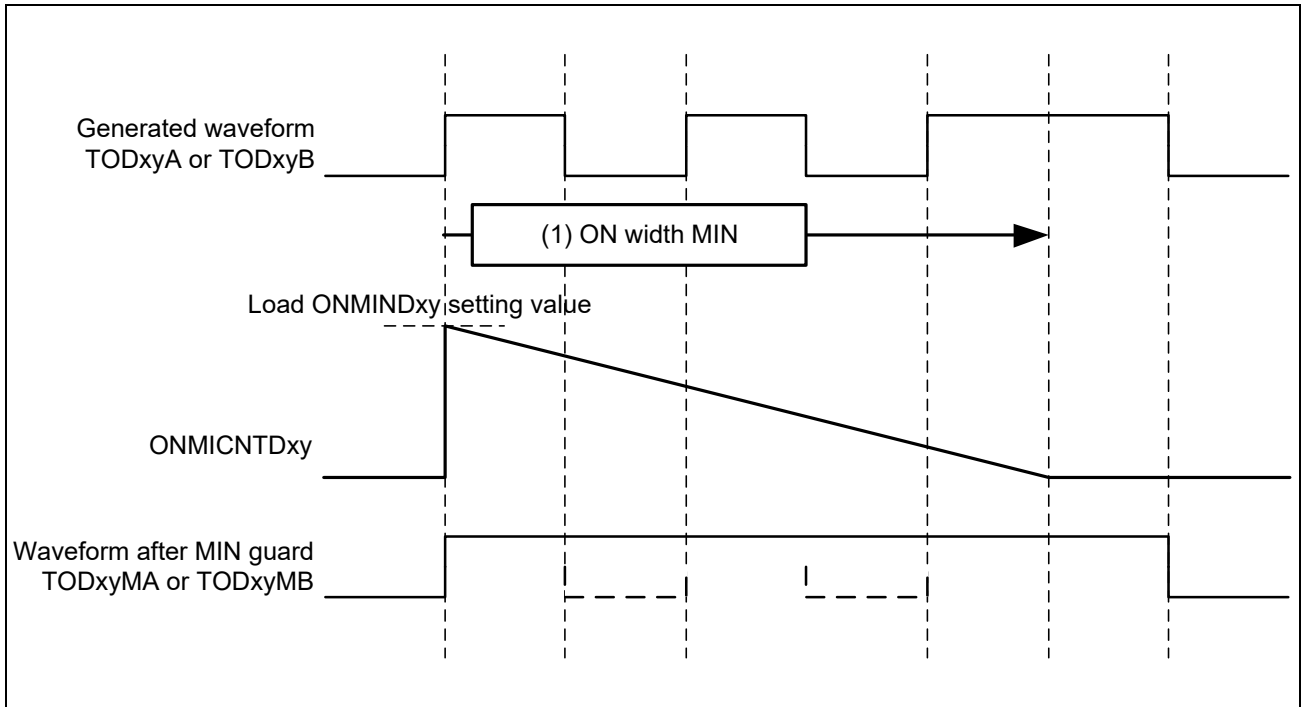 Generated waveform
TODxyA or TODxyB
(1) ON width MIN
Load ONMINDxy setting value
ONMICNTDxy
Waveform after MIN guard
TODxyMA or TODxyMB